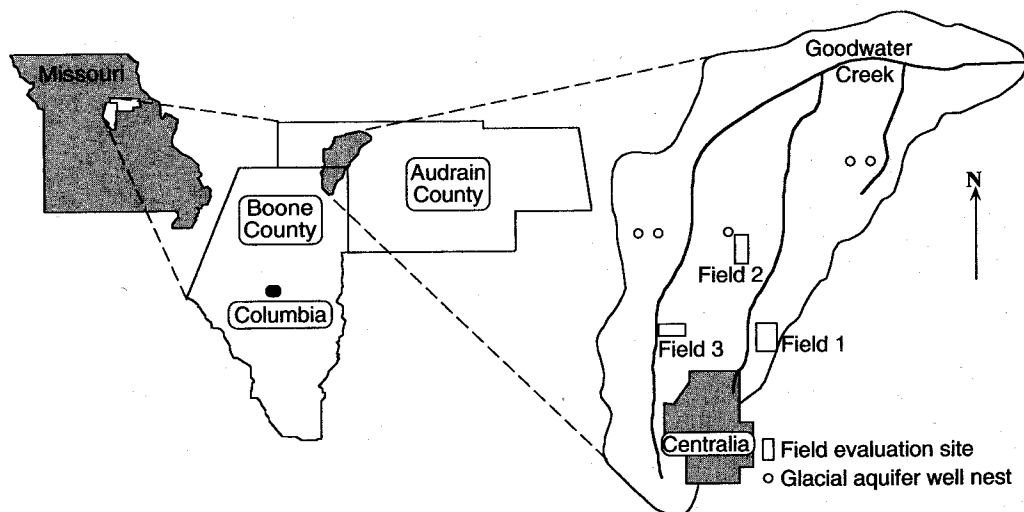 Missouri
Goodwater
Creek
Audrain
County
Boone
County
N
Field 2
Columbia
Field 3
Field 1
Centralia
Field evaluation site
Glacial aquifer well nest